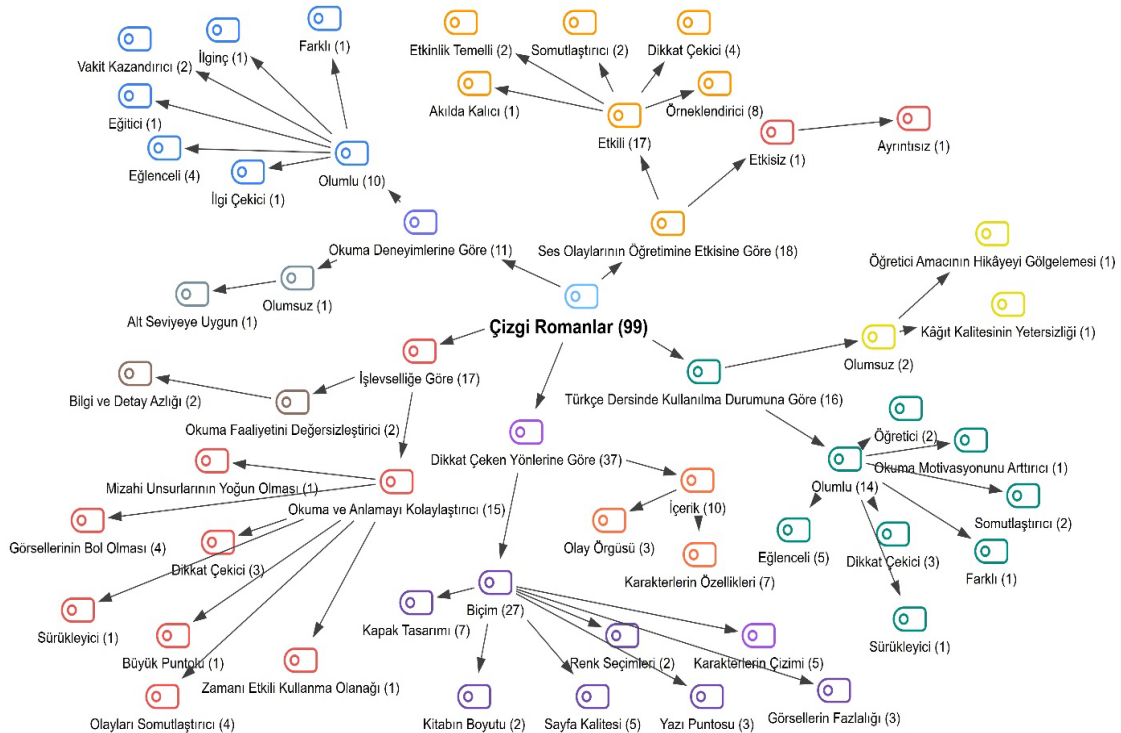 Farklı (1)
İlginç (1)
Vakit Kazandırıcı (2)
Eğitici (1)
Eğlenceli (4)
İlgi Çekici (1)
Olumlu (10)
Etkinlik Temelli (2)
Somutlaştırıcı (2)
Dikkat Çekici (4)
Akılda Kalıcı (1)
Örneklendirici (8)
Etkili (17)
Etkisiz (1)
Ayrıntısız (1)
Okuma Deneyimlerine Göre (11)
Ses Olaylarının Öğretimine Etkisine Göre (18)
Olumsuz (1)
Alt Seviyeye Uygun (1)
Öğretici Amacının Hikâyeyi Gölgelemesi (1)
Kâğıt Kalitesinin Yetersizliği (1)
Olumsuz (2)
Çizgi Romanlar (99)
İşlevselliğe Göre (17)
Türkçe Dersinde Kullanılma Durumuna Göre (16)
Bilgi ve Detay Azlığı (2)
Okuma Faaliyetini Değersizleştirici (2)
Dikkat Çeken Yönlerine Göre (37)
Mizahi Unsurlarının Yoğun Olması (1)
Okuma ve Anlamayı Kolaylaştırıcı (15)
Görsellerinin Bol Olması (4)
Dikkat Çekici (3)
Sürükleyici (1)
Büyük Puntolu (1)
Zamanı Etkili Kullanma Olanağı (1)
Olayları Somutlaştırıcı (4)
İçerik (10)
Olay Örgüsü (3)
Karakterlerin Özellikleri (7)
Biçim (27)
Kapak Tasarımı (7)
Renk Seçimleri (2)
Karakterlerin Çizimi (5)
Kitabın Boyutu (2)
Sayfa Kalitesi (5)
Yazı Puntosu (3)
Görsellerin Fazlalığı (3)
Öğretici (2)
Okuma Motivasyonunu Arttırıcı (1)
Olumlu (14)
Somutlaştırıcı (2)
Eğlenceli (5)
Dikkat Çekici (3)
Farklı (1)
Sürükleyici (1)